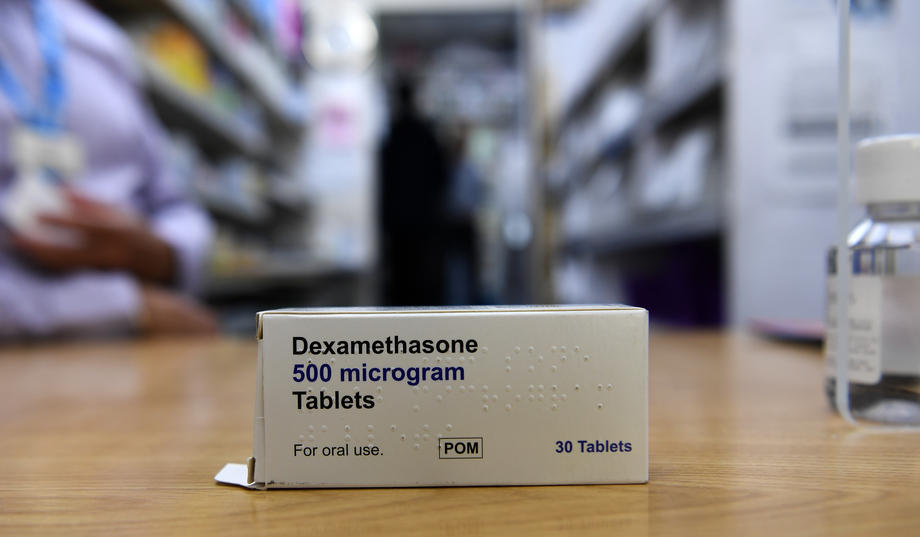 Dexamethasone
500 microgram
Tablets
For oral use.
POM
30 Tablets